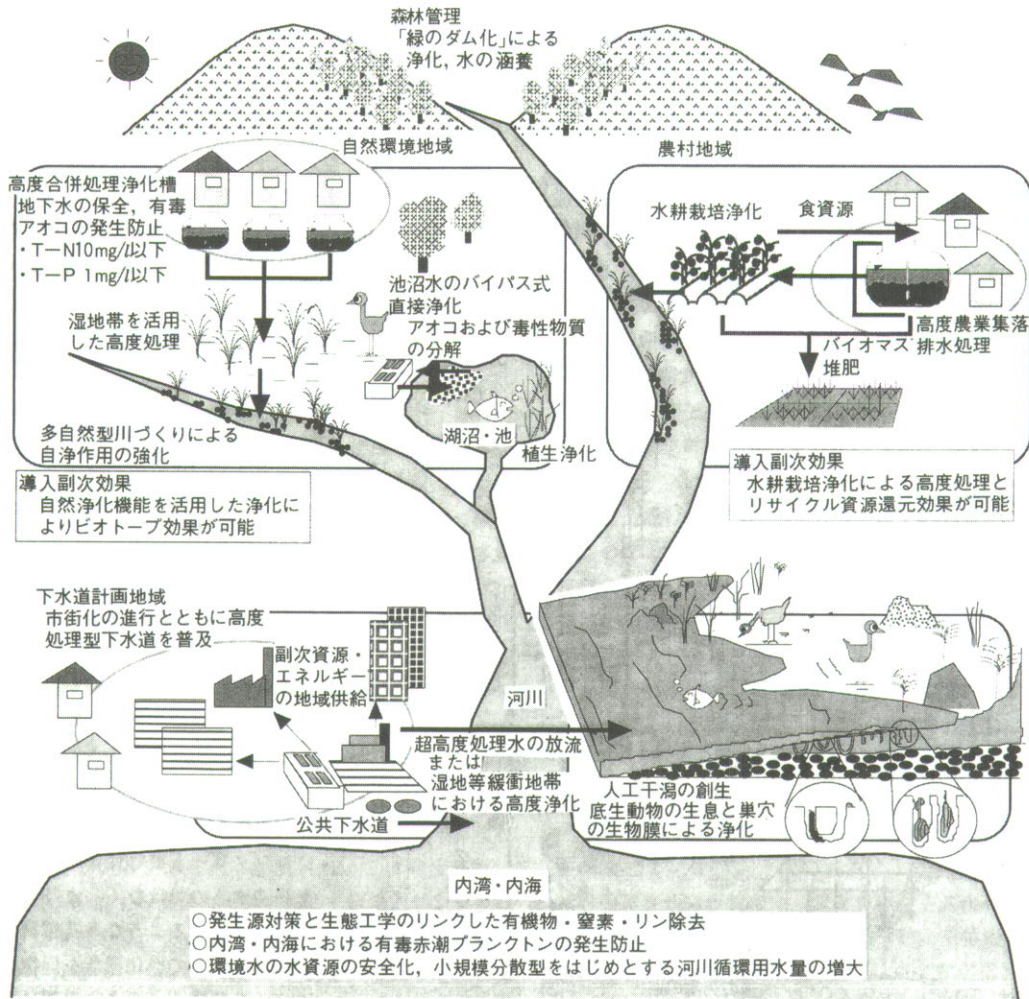 森林管理
「緑のダム化」による
浄化，水の涵養
自然環境地域
農村地域
高度合併処理浄化槽
地下水の保全，有毒
アオコの発生防止
・T－N10mg/l以下
・T－P 1mg/l以下
湿地帯を活用
した高度処理
池沼水のバイパス式
直接浄化
アオコおよび毒性物質
の分解
湖沼・池
植生浄化
多自然型川づくりによる
自浄作用の強化
導入副次効果
自然浄化機能を活用した浄化に
よりビオトープ効果が可能
水耕栽培浄化
食資源
高度農業集落
排水処理
バイオマス
堆肥
導入副次効果
水耕栽培浄化による高度処理と
リサイクル資源還元効果が可能
下水道計画地域
市街化の進行とともに高度
処理型下水道を普及
副次資源・
エネルギー
の地域供給
河川
超高度処理水の放流
または
湿地等緩衝地帯
における高度浄化
公共下水道
人工干潟の創生
底生動物の生息と巣穴
の生物膜による浄化
内湾・内海
○発生源対策と生態工学のリンクした有機物・窒素・リン除去
○内湾・内海における有毒赤潮プランクトンの発生防止
○環境水の水資源の安全化，小規模分散型をはじめとする河川循環用水量の増大